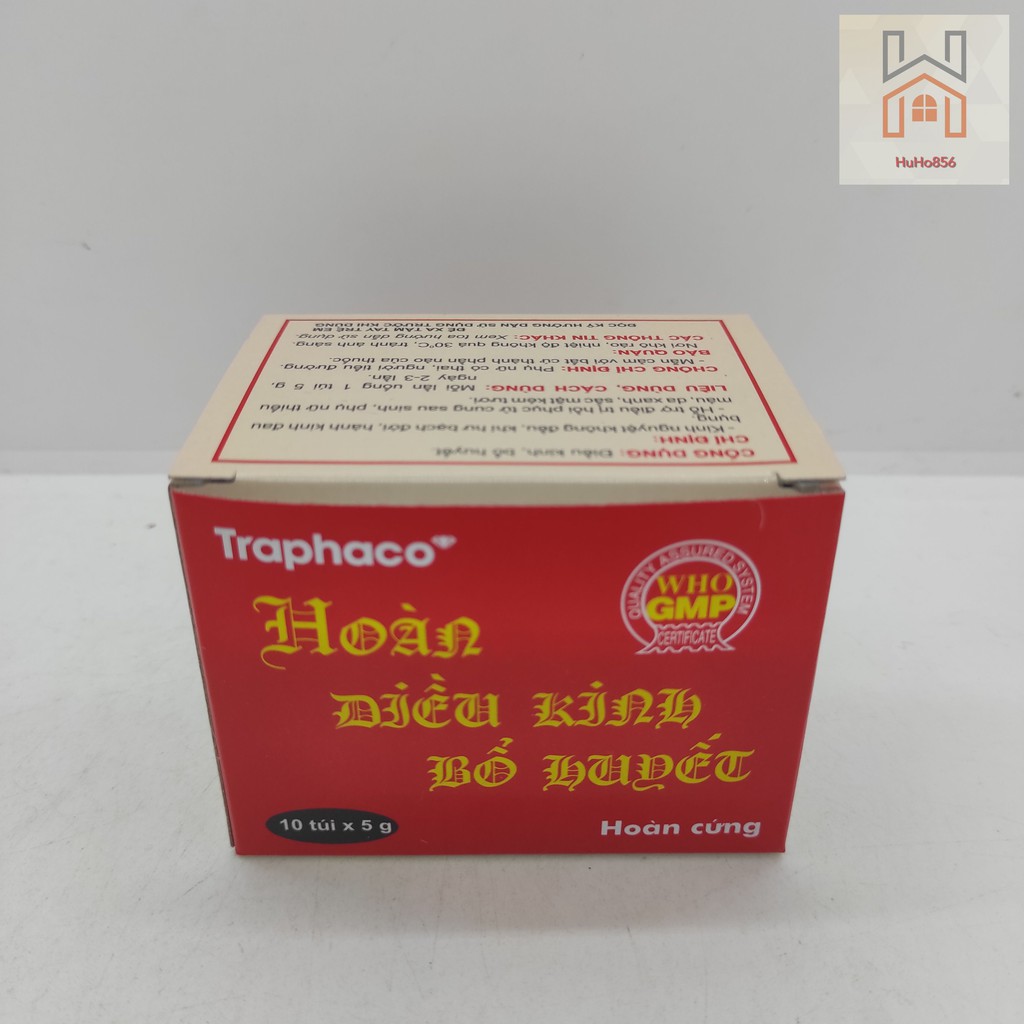 HuHo856
CÔNG DỤNG: Điều kinh, bổ huyết.
CHỈ ĐỊNH:
- Kinh nguyệt không đều, khí hư bạch đới, hành kinh đau
bụng.
- Hỗ trợ điều trị hồi phục tử cung sau sinh, phụ nữ thiếu
máu, da xanh, sắc mặt kém tươi.
LIỀU DÙNG, CÁCH DÙNG: Mỗi lần uống 1 túi 5 g,
ngày 2-3 lần.
CHỐNG CHỈ ĐỊNH: Phụ nữ có thai, người tiểu đường.
- Mẫn cảm với bất cứ thành phần nào của thuốc.
BẢO QUẢN:
Nơi khô ráo, nhiệt độ không quá 30°C, tránh ánh sáng.
CÁC THÔNG TIN KHÁC: Xem tờ hướng dẫn sử dụng.
ĐỂ XA TẦM TAY TRẺ EM
ĐỌC KỸ HƯỚNG DẪN SỬ DỤNG TRƯỚC KHI DÙNG
Traphaco
QUALITY ASSURED SYSTEM
WHO
GMP
CERTIFICATE
HOÀN
ĐIỀU KINH
BỔ HUYẾT
10 túi x 5 g
Hoàn cứng